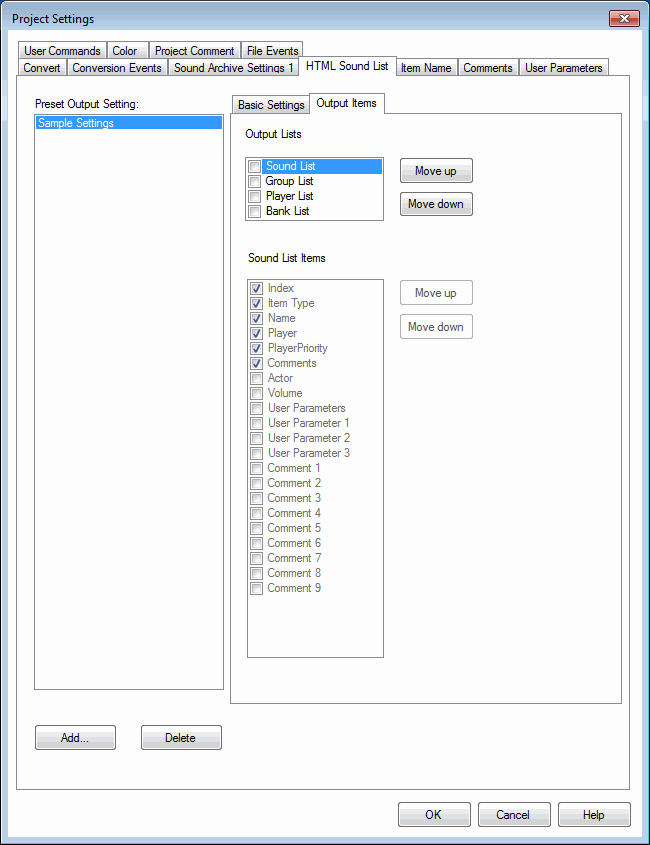 Project Settings
User Commands Color Project Comment File Events
Convert Conversion Events Sound Archive Settings 1 HTML Sound List Item Name Comments User Parameters
Preset Output Setting:
Sample Settings
Basic Settings Output Items
Output Lists
Sound List
Group List
Player List
Bank List
Move up
Move down
Sound List Items
Index
Item Type
Name
Player
PlayerPriority
Comments
Actor
Volume
User Parameters
User Parameter 1
User Parameter 2
User Parameter 3
Comment 1
Comment 2
Comment 3
Comment 4
Comment 5
Comment 6
Comment 7
Comment 8
Comment 9
Move up
Move down
Add... Delete
OK Cancel Help